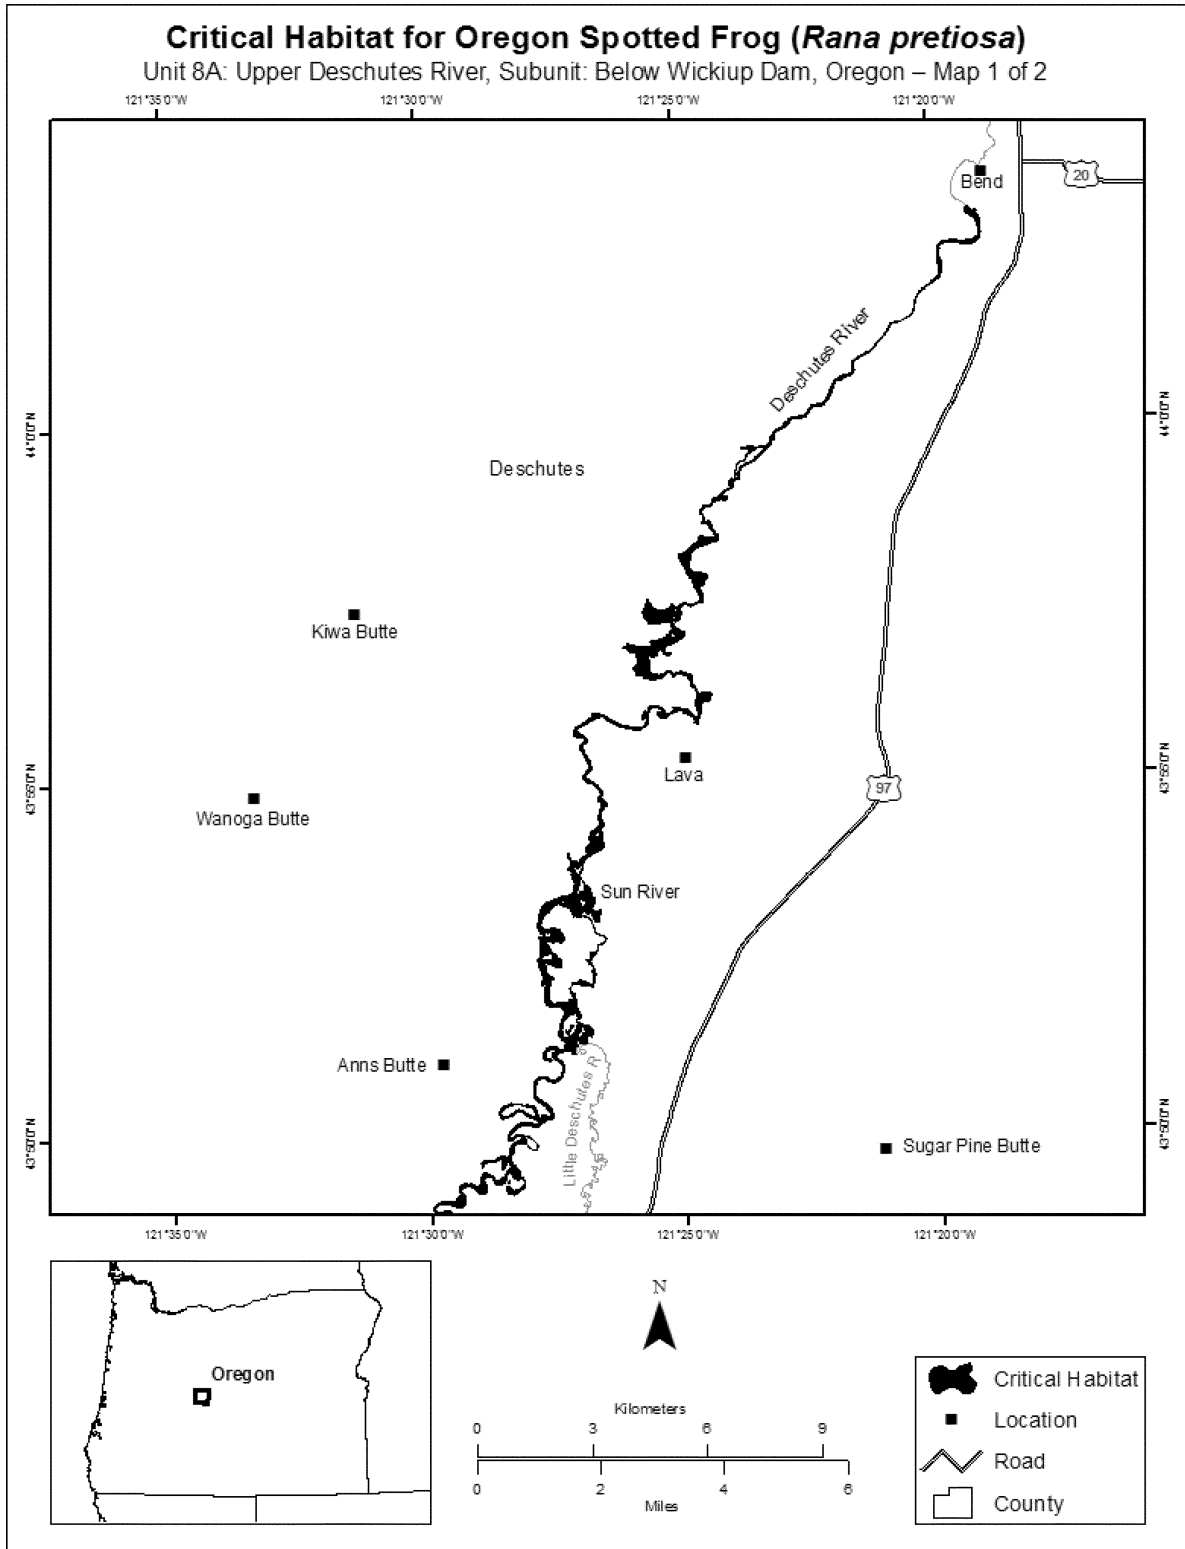 Critical Habitat for Oregon Spotted Frog (Rana pretiosa)
Unit 8A: Upper Deschutes River, Subunit: Below Wickiup Dam, Oregon – Map 1 of 2
121°35'0"W 121°30'0"W 121°25'0"W 121°20'0"W
Bend
20
Deschutes River
44°0'0"N
44°0'0"N
Deschutes
Kiwa Butte
Lava
43°55'0"N
43°55'0"N
97
Wanoga Butte
Sun River
Anns Butte
Little Deschutes R
43°50'0"N
43°50'0"N
Sugar Pine Butte
121°35'0"W 121°30'0"W 121°25'0"W 121°20'0"W
N
Oregon
Kilometers
0 3 6 9
0 2 4 6
Miles
Critical Habitat
Location
Road
County